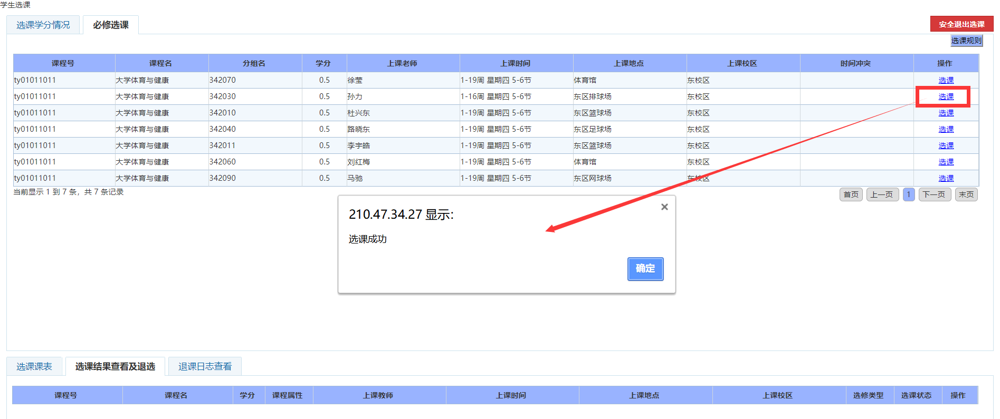 学生选课
选课学分情况 必修选课 安全退出选课
选课规则
课程号 课程名 分组名 学分 上课老师 上课时间 上课地点 上课校区 时间冲突 操作
ty01011011 大学体育与健康 342070 0.5 徐莹 1-19周 星期四 5-6节 体育馆 东校区 选课
ty01011011 大学体育与健康 342030 0.5 孙力 1-16周 星期四 5-6节 东区排球场 东校区 选课
ty01011011 大学体育与健康 342010 0.5 杜兴东 1-19周 星期四 5-6节 东区篮球场 东校区 选课
ty01011011 大学体育与健康 342040 0.5 路晓东 1-19周 星期四 5-6节 东区足球场 东校区 选课
ty01011011 大学体育与健康 342011 0.5 李宇皓 1-19周 星期四 5-6节 东区篮球场 东校区 选课
ty01011011 大学体育与健康 342060 0.5 刘红梅 1-19周 星期四 5-6节 体育馆 东校区 选课
ty01011011 大学体育与健康 342090 0.5 马驰 1-19周 星期四 5-6节 东区网球场 东校区 选课
当前显示 1 到 7 条，共 7 条记录 首页 上一页 1 下一页 末页
210.47.34.27 显示：
选课成功
确定
选课课表 选课结果查看及退选 退课日志查看
课程号 课程名 学分 课程属性 上课教师 上课时间 上课地点 上课校区 选修类型 选课状态 操作